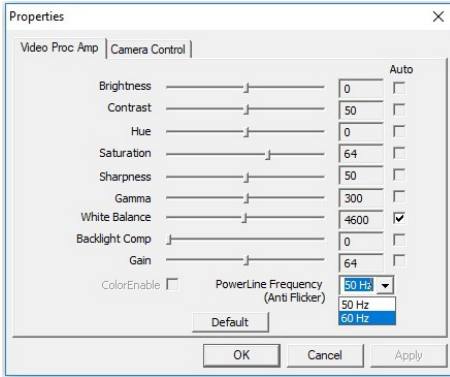 Properties
Video Proc Amp Camera Control
Auto
Brightness 0
Contrast 50
Hue 0
Saturation 64
Sharpness 50
Gamma 300
White Balance 4600
Backlight Comp 0
Gain 64
ColorEnable PowerLine Frequency 50 Hz
(Anti Flicker)
50 Hz
60 Hz
Default
OK Cancel Apply